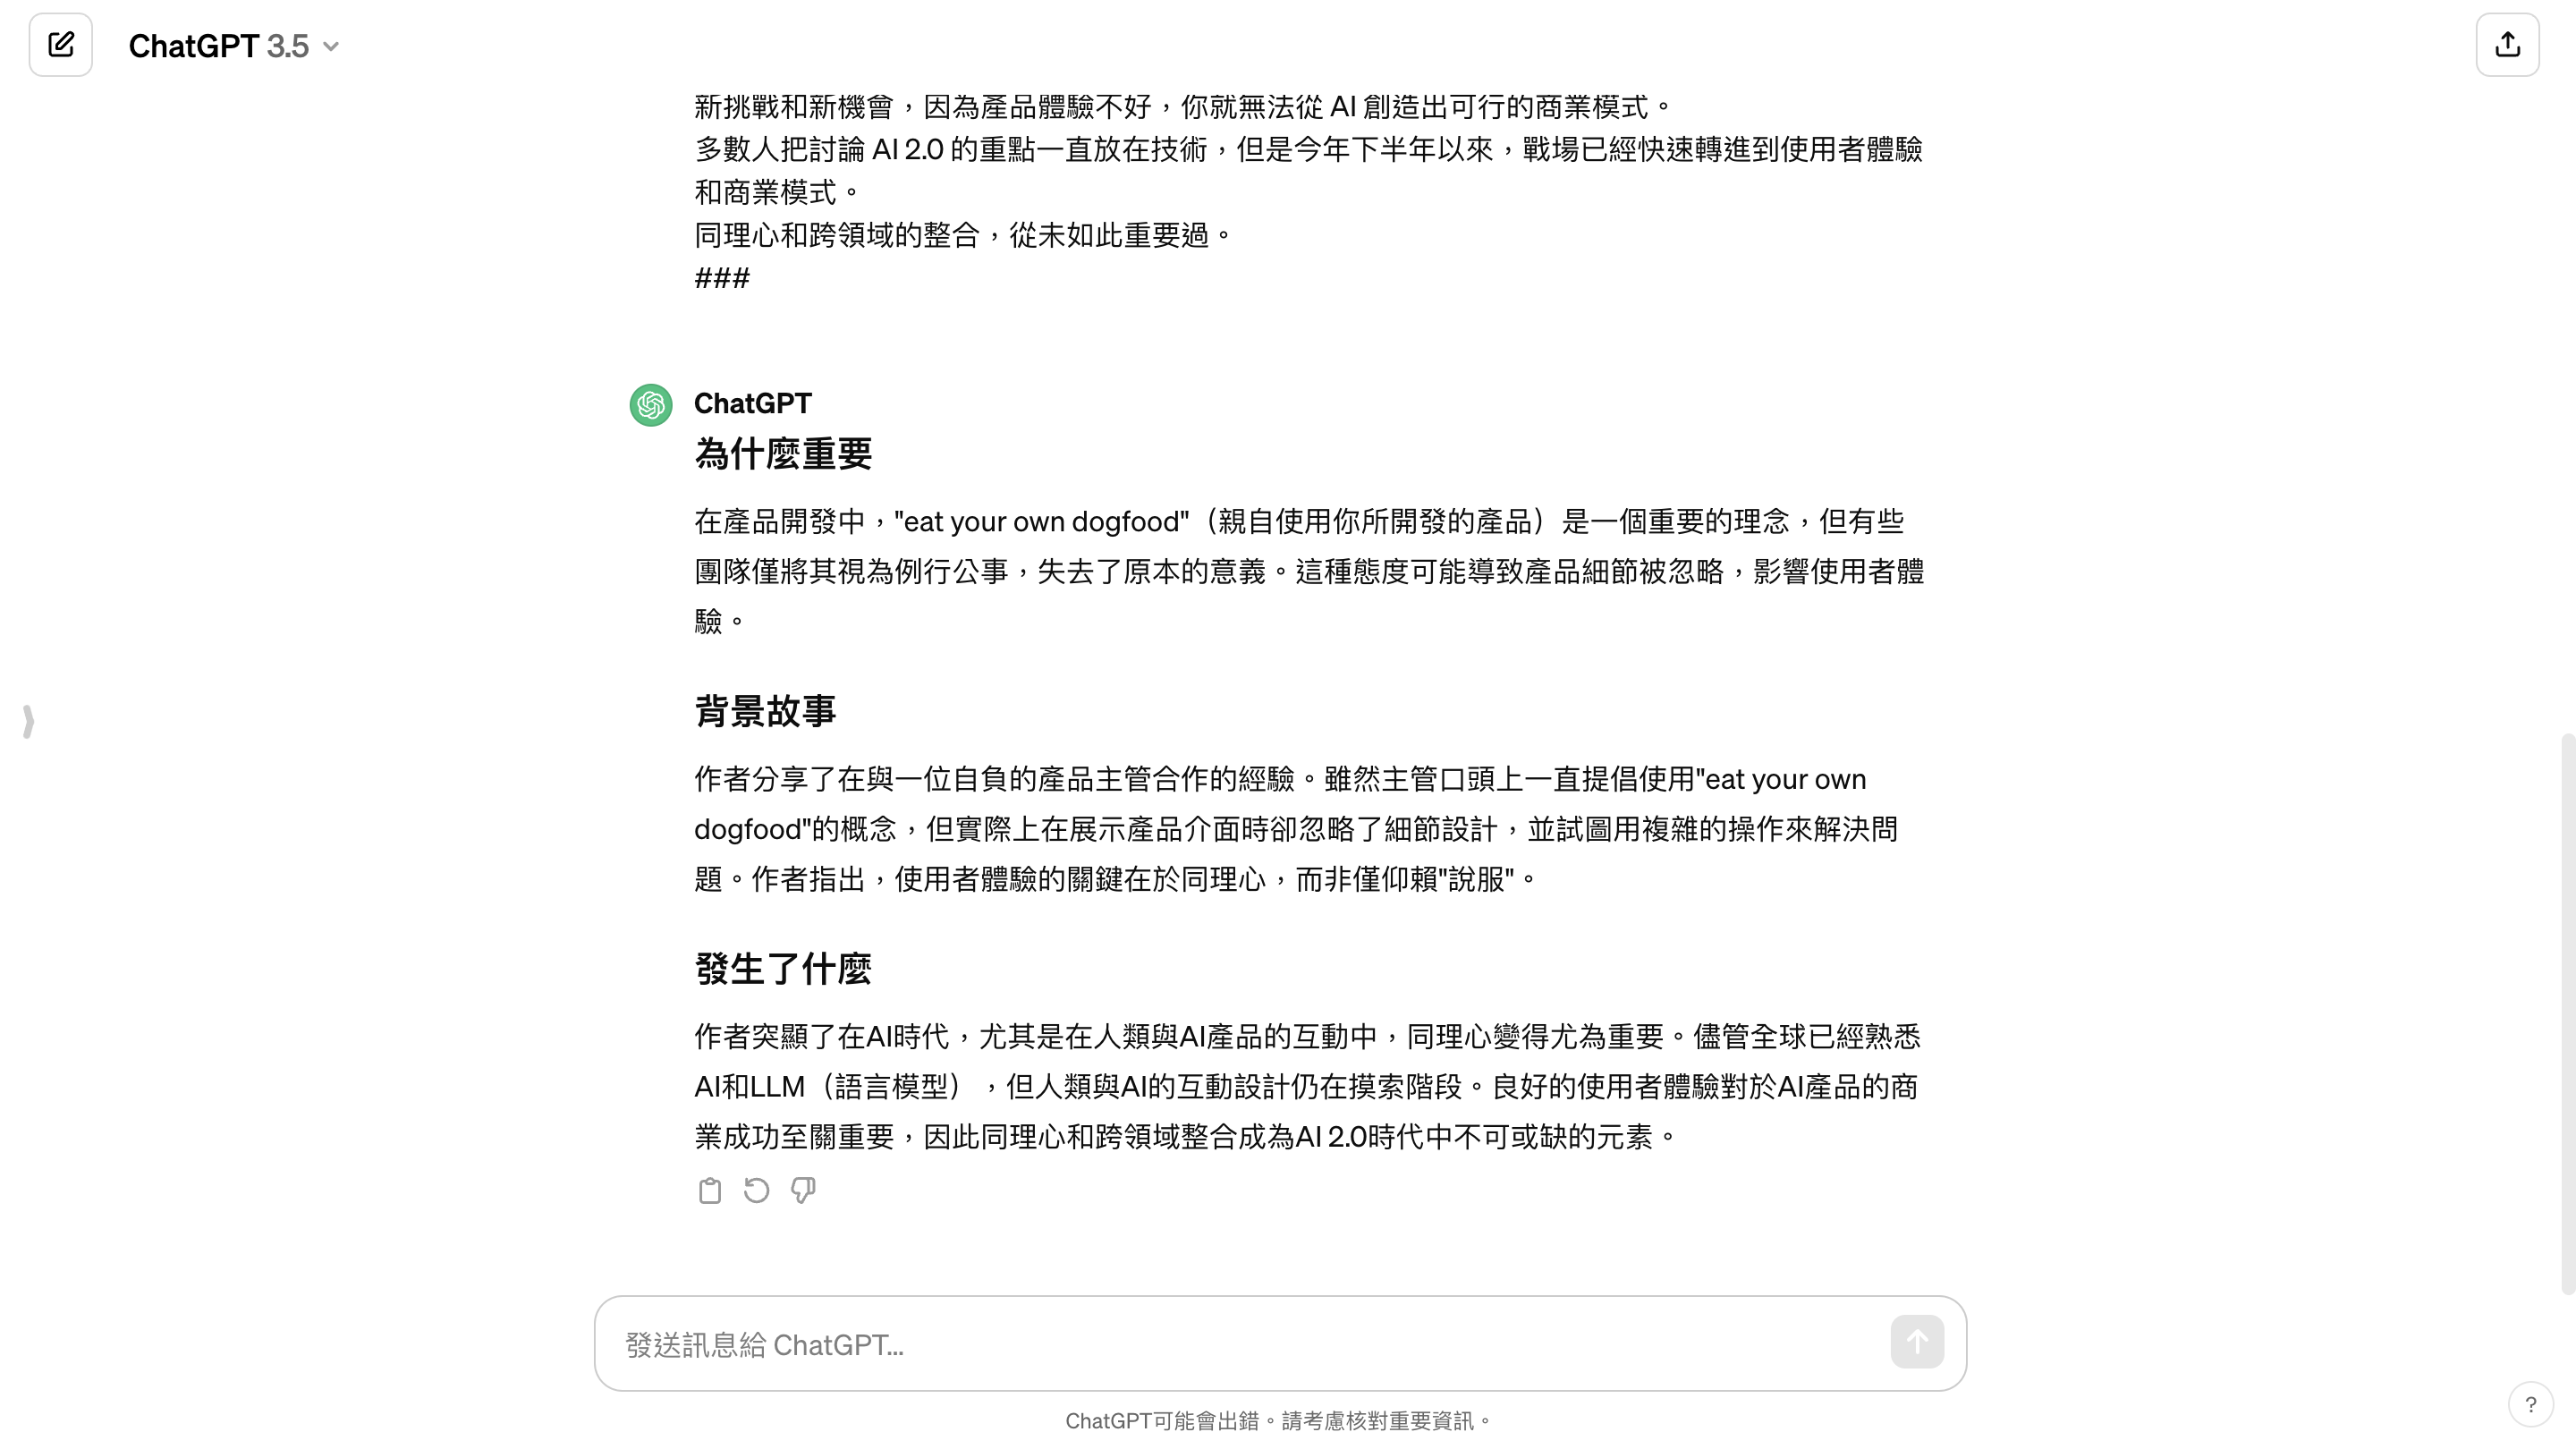 ChatGPT 3.5
新挑戰和新機會，因為產品體驗不好，你就無法從 AI 創造出可行的商業模式。
多數人把討論 AI 2.0 的重點一直放在技術，但是今年下半年以來，戰場已經快速轉進到使用者體驗
和商業模式。
同理心和跨領域的整合，從未如此重要過。
###
ChatGPT
為什麼重要
在產品開發中，"eat your own dogfood"（親自使用你所開發的產品）是一個重要的理念，但有些
團隊僅將其視為例行公事，失去了原本的意義。這種態度可能導致產品細節被忽略，影響使用者體
驗。
背景故事
作者分享了在與一位自負的產品主管合作的經驗。雖然主管口頭上一直提倡使用"eat your own
dogfood"的概念，但實際上在展示產品介面時卻忽略了細節設計，並試圖用複雜的操作來解決問
題。作者指出，使用者體驗的關鍵在於同理心，而非僅仰賴"說服"。
發生了什麼
作者突顯了在AI時代，尤其是在人類與AI產品的互動中，同理心變得尤為重要。儘管全球已經熟悉
AI和LLM（語言模型），但人類與AI的互動設計仍在摸索階段。良好的使用者體驗對於AI產品的商
業成功至關重要，因此同理心和跨領域整合成為AI 2.0時代中不可或缺的元素。
發送訊息給 ChatGPT...
ChatGPT可能會出錯。請考慮核對重要資訊。
?